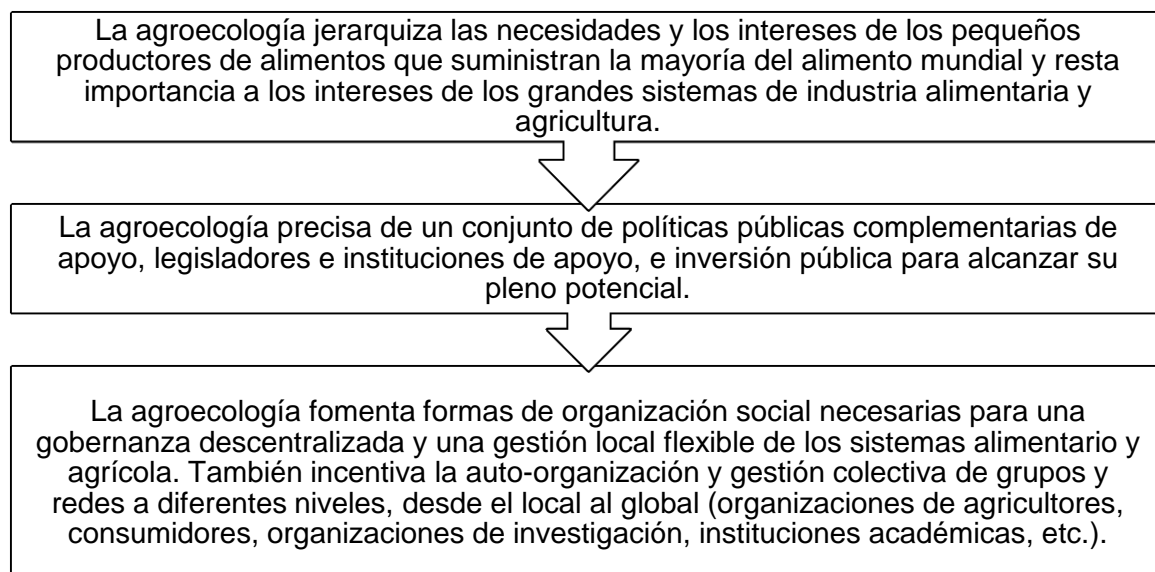 La agroecología jerarquiza las necesidades y los intereses de los pequeños
productores de alimentos que suministran la mayoría del alimento mundial y resta
importancia a los intereses de los grandes sistemas de industria alimentaria y
agricultura.
La agroecología precisa de un conjunto de políticas públicas complementarias de
apoyo, legisladores e instituciones de apoyo, e inversión pública para alcanzar su
pleno potencial.
La agroecología fomenta formas de organización social necesarias para una
gobernanza descentralizada y una gestión local flexible de los sistemas alimentario y
agrícola. También incentiva la auto-organización y gestión colectiva de grupos y
redes a diferentes niveles, desde el local al global (organizaciones de agricultores,
consumidores, organizaciones de investigación, instituciones académicas, etc.).